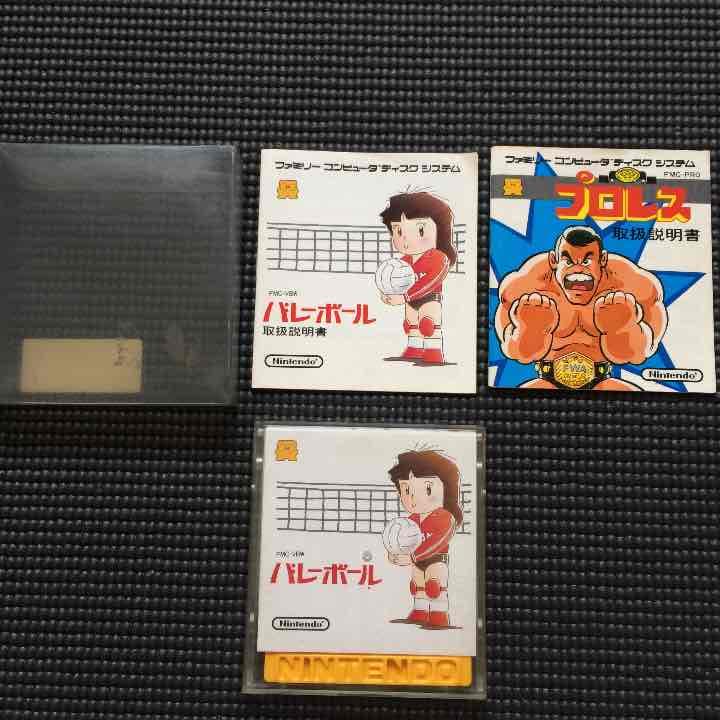 ファミリー コンピュータ ディスク システム
FMC-VBW
バレーボール
取扱説明書
Nintendo®
ファミリー コンピュータ ディスク システム
FMC-PRO
プロレス
取扱説明書
FWA
Nintendo®
FMC-VBW
バレーボール
Nintendo®
NINTENDO